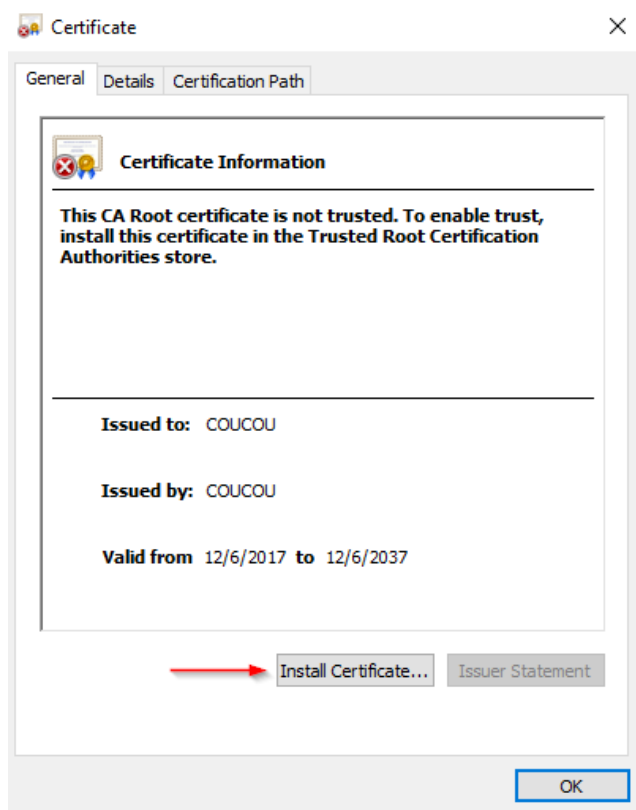 Certificate
General Details Certification Path
Certificate Information
This CA Root certificate is not trusted. To enable trust,
install this certificate in the Trusted Root Certification
Authorities store.
Issued to: COUCOU
Issued by: COUCOU
Valid from 12/6/2017 to 12/6/2037
Install Certificate... Issuer Statement
OK